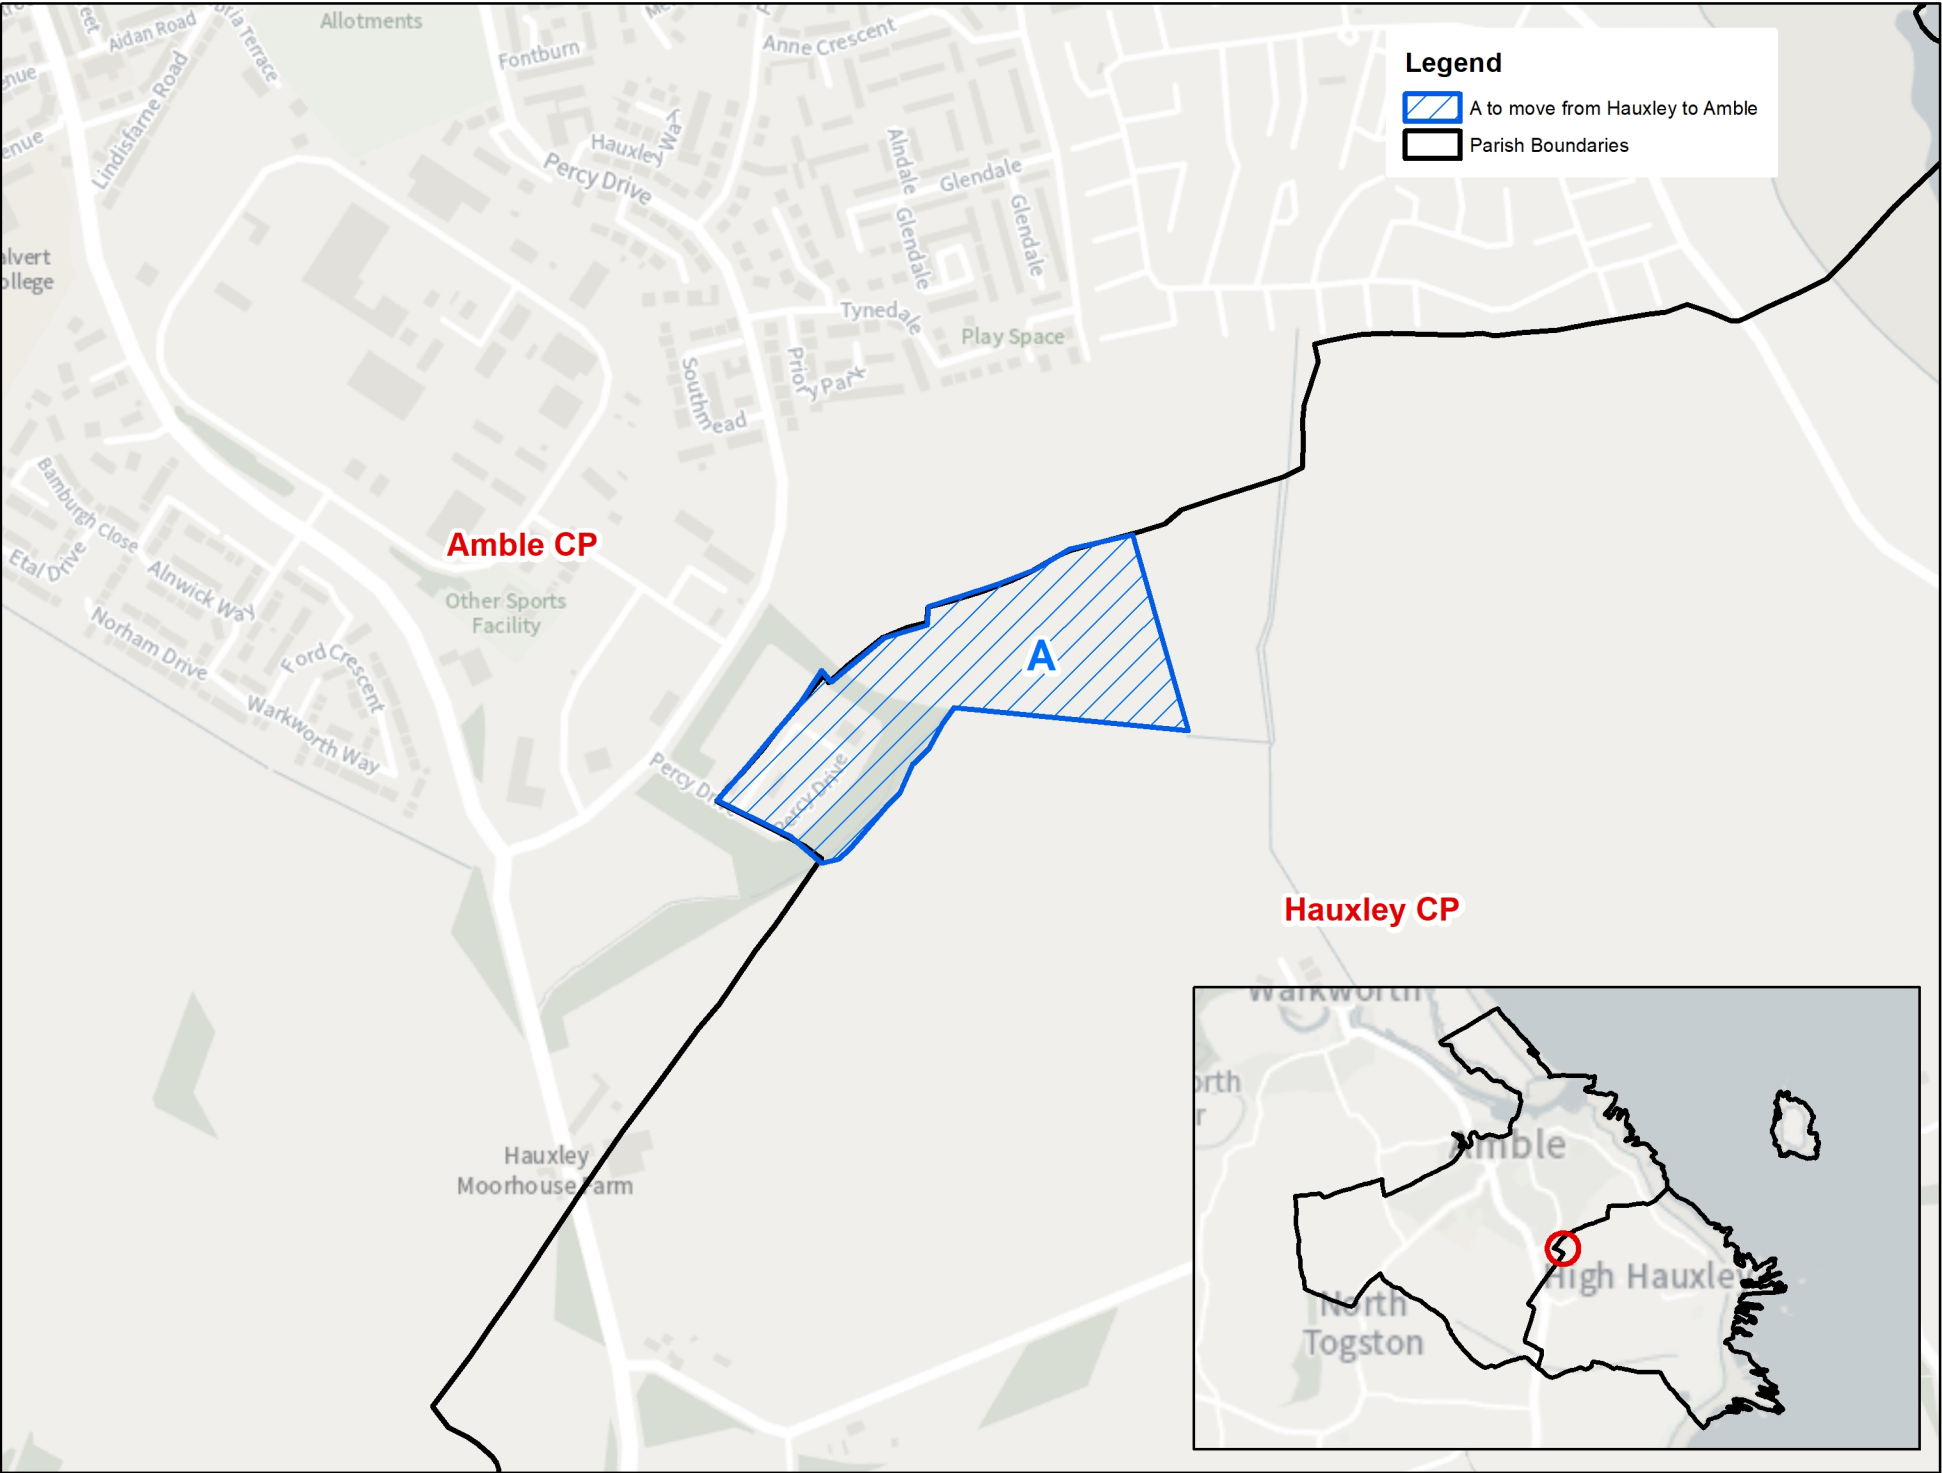 Aidan Road
Allotments
Fontburn
Anne Crescent
Lindisfarne Road
Hauxley Way
Percy Drive
Alndale
Glendale
Glendale
Glendale
Legend
A to move from Hauxley to Amble
Parish Boundaries
Tynedale
Play Space
Priory Park
Southmead
Bamburgh Close
Etal Drive
Alnwick Way
Norham Drive
Ford Crescent
Warkworth Way
Amble CP
Other Sports
Facility
A
Percy Drive
Percy Drive
Hauxley CP
Hauxley
Moorhouse Farm
Warkworth
Amble
High Hauxley
North
Togston